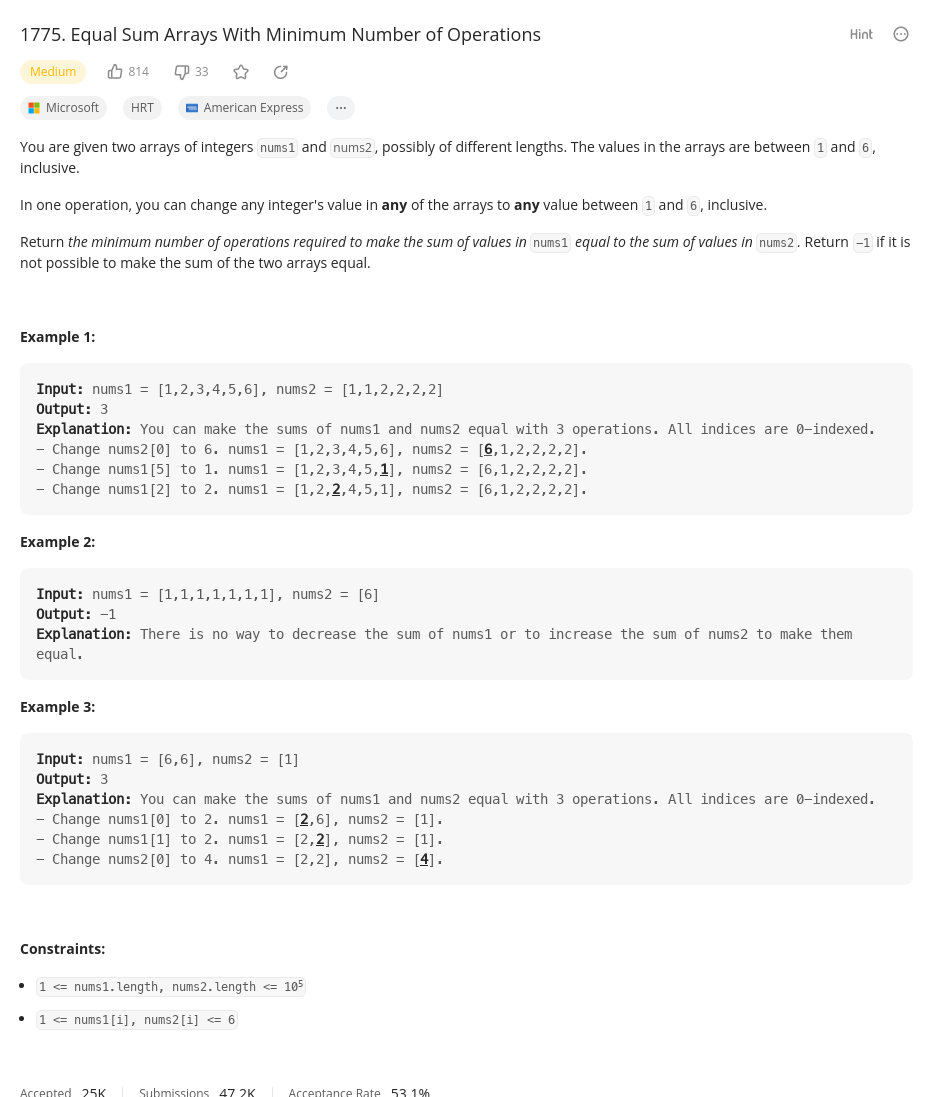 1775. Equal Sum Arrays With Minimum Number of Operations
Hint
Medium 814 33
Microsoft HRT American Express ...
You are given two arrays of integers nums1 and nums2, possibly of different lengths. The values in the arrays are between 1 and 6,
inclusive.
In one operation, you can change any integer's value in any of the arrays to any value between 1 and 6, inclusive.
Return the minimum number of operations required to make the sum of values in nums1 equal to the sum of values in nums2. Return -1 if it is
not possible to make the sum of the two arrays equal.
Example 1:
Input: nums1 = [1,2,3,4,5,6], nums2 = [1,1,2,2,2,2]
Output: 3
Explanation: You can make the sums of nums1 and nums2 equal with 3 operations. All indices are 0-indexed.
- Change nums2[0] to 6. nums1 = [1,2,3,4,5,6], nums2 = [6,1,2,2,2,2].
- Change nums1[5] to 1. nums1 = [1,2,3,4,5,1], nums2 = [6,1,2,2,2,2].
- Change nums1[2] to 2. nums1 = [1,2,2,4,5,1], nums2 = [6,1,2,2,2,2].
Example 2:
Input: nums1 = [1,1,1,1,1,1,1], nums2 = [6]
Output: -1
Explanation: There is no way to decrease the sum of nums1 or to increase the sum of nums2 to make them
equal.
Example 3:
Input: nums1 = [6,6], nums2 = [1]
Output: 3
Explanation: You can make the sums of nums1 and nums2 equal with 3 operations. All indices are 0-indexed.
- Change nums1[0] to 2. nums1 = [2,6], nums2 = [1].
- Change nums1[1] to 2. nums1 = [2,2], nums2 = [1].
- Change nums2[0] to 4. nums1 = [2,2], nums2 = [4].
Constraints:
• 1 <= nums1.length, nums2.length <= 10⁵
• 1 <= nums1[i], nums2[i] <= 6
Accepted 25K Submissions 47.2K Acceptance Rate 53.1%